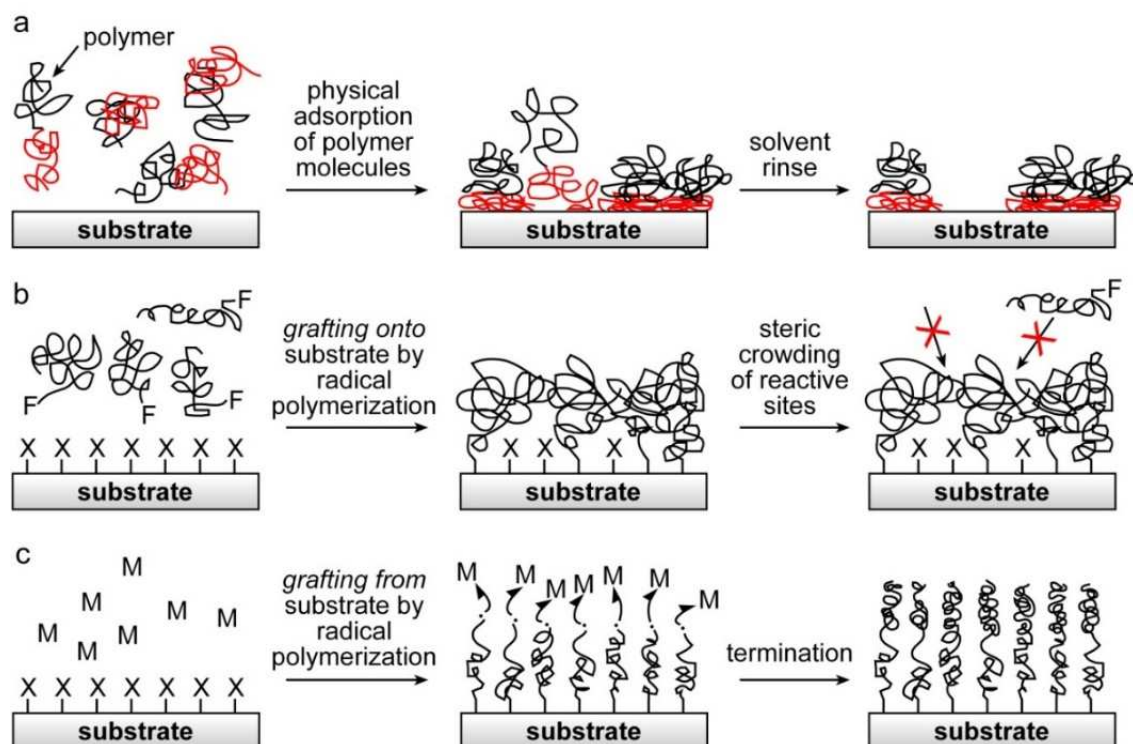 a
polymer
physical
adsorption
of polymer
molecules
solvent
rinse
substrate
substrate
substrate
b
F
F
F
F
X X X X X X X
substrate
grafting onto
substrate by
radical
polymerization
X X X
substrate
steric
crowding
of reactive
sites
F
X X X
substrate
c
M
M
M
M
M
M
M
X X X X X X X
substrate
grafting from
substrate by
radical
polymerization
M M M M M M M
substrate
termination
substrate